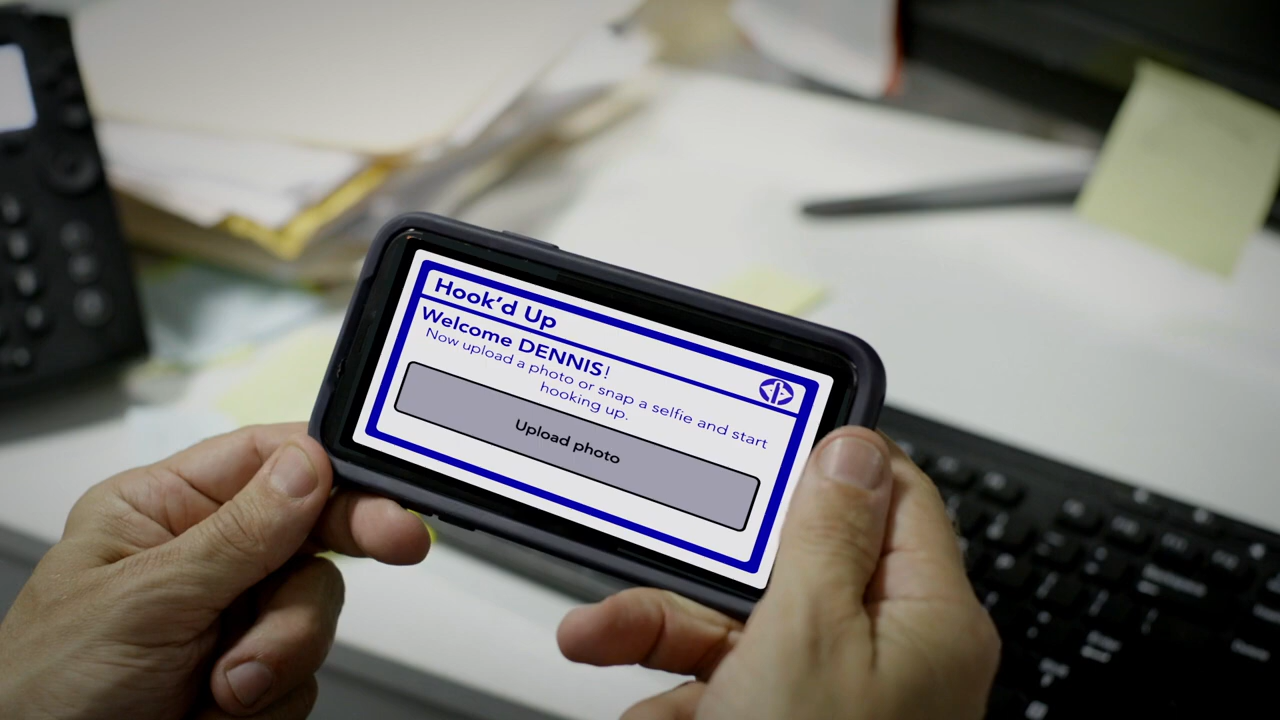 Hook'd Up
Welcome DENNIS!
Now upload a photo or snap a selfie and start
hooking up.
Upload photo